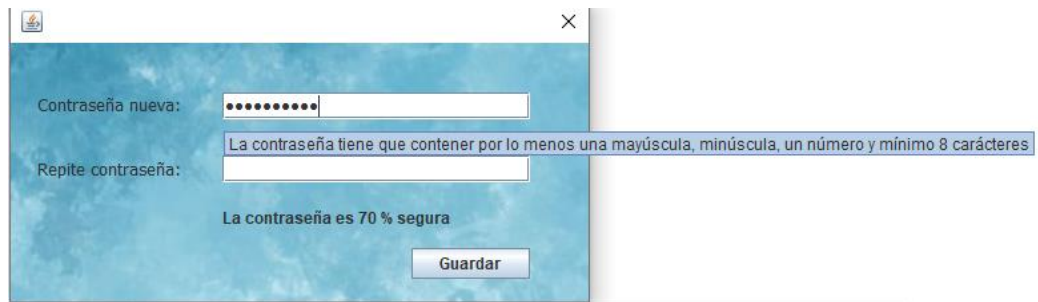 Contraseña nueva:
••••••••••
La contraseña tiene que contener por lo menos una mayúscula, minúscula, un número y mínimo 8 carácteres
Repite contraseña:
La contraseña es 70 % segura
Guardar